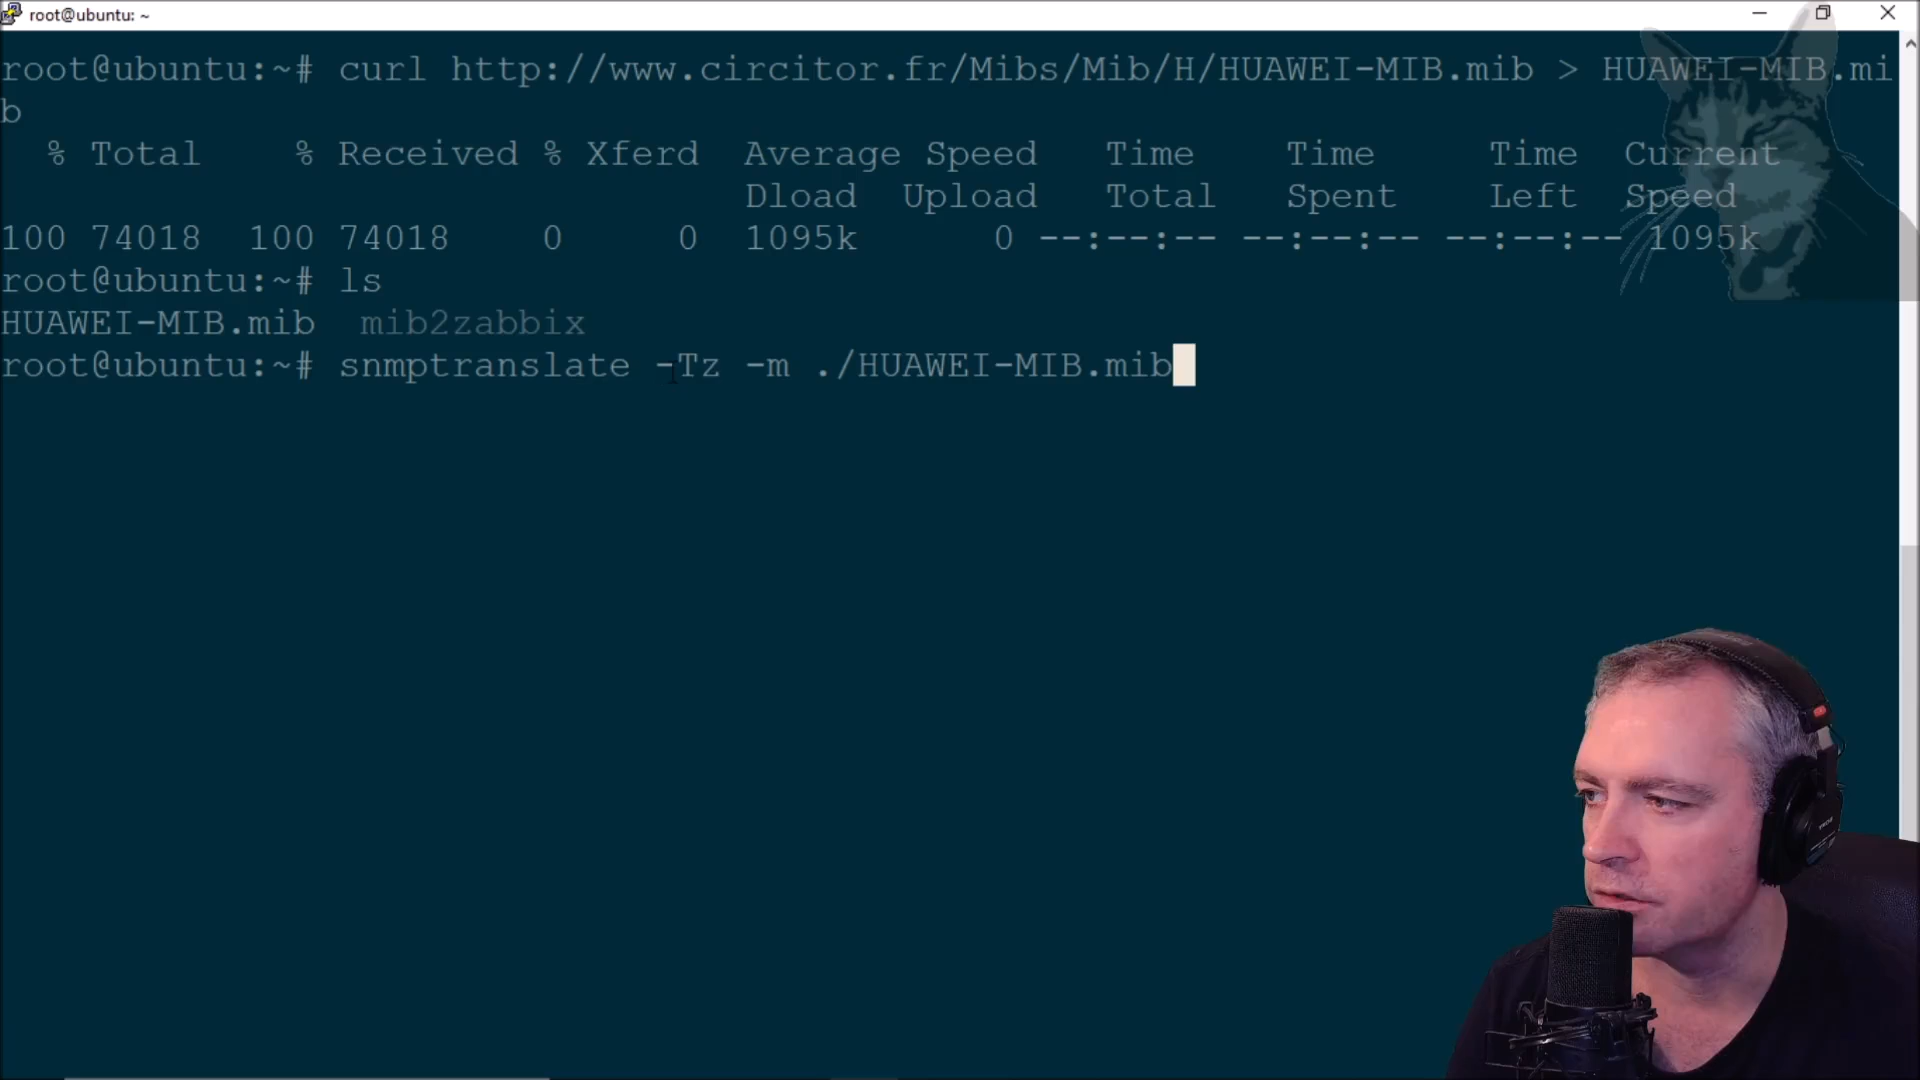 root@ubuntu: ~
root@ubuntu:~# curl http://www.circitor.fr/Mibs/Mib/H/HUAWEI-MIB.mib > HUAWEI-MIB.mi
b
% Total % Received % Xferd Average Speed Time Time Time Current
Dload Upload Total Spent Left Speed
100 74018 100 74018 0 0 1095k 0 --:--:-- --:--:-- --:--:-- 1095k
root@ubuntu:~# ls
HUAWEI-MIB.mib mib2zabbix
root@ubuntu:~# snmptranslate -Tz -m ./HUAWEI-MIB.mib